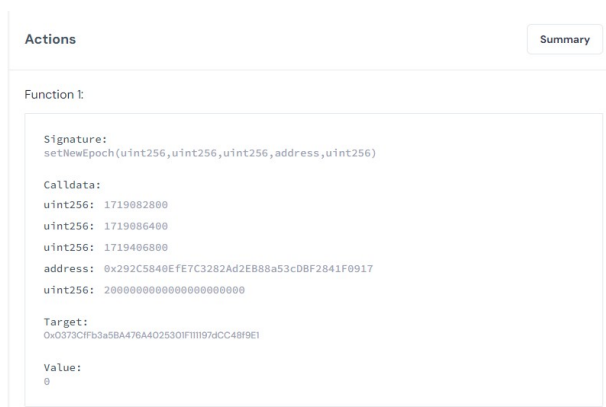 Actions
Summary
Function 1:
Signature:
setNewEpoch(uint256,uint256,uint256,address,uint256)
Calldata:
uint256: 1719082800
uint256: 1719086400
uint256: 1719406800
address: 0x292C5840EfE7C3282Ad2EB88a53cDBF2841F0917
uint256: 2000000000000000000000
Target:
0x0373CfFb3a5BA476A4025301F111197dCC48f9E1
Value:
0